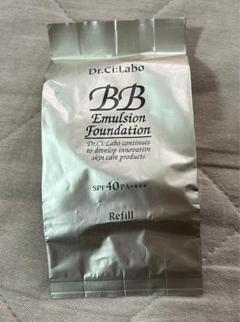 Dr.Ci:Labo
BB
Emulsion
Foundation
Dr.Ci:Labo continues
to develop innovative
skin care products.
SPF40 PA++++
Refill